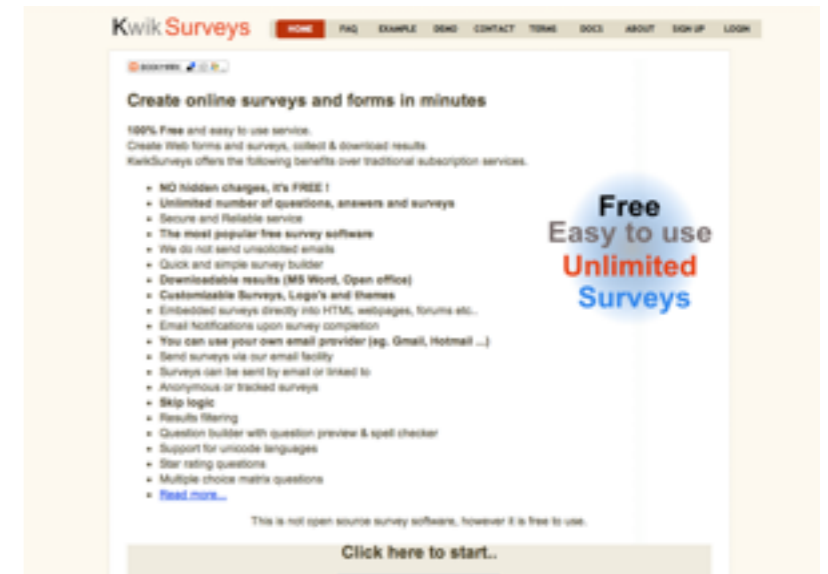 KwikSurveys
HOME FAQ EXAMPLE DEMO CONTACT TERMS DOCS ABOUT SIGN UP LOGIN
BOOKMARK
Create online surveys and forms in minutes
100% Free and easy to use service.
Create Web forms and surveys, collect & download results
KwikSurveys offers the following benefits over traditional subscription services.
NO hidden charges, it's FREE !
Unlimited number of questions, answers and surveys
Secure and Reliable service
The most popular free survey software
We do not send unsolicited emails
Quick and simple survey builder
Downloadable results (MS Word, Open office)
Customizable Surveys, Logo's and themes
Embedded surveys directly into HTML webpages, forums etc..
Email Notifications upon survey completion
You can use your own email provider (eg. Gmail, Hotmail ...)
Send surveys via our email facility
Surveys can be sent by email or linked to
Anonymous or tracked surveys
Skip logic
Results filtering
Question builder with question preview & spell checker
Support for unicode languages
Star rating questions
Multiple choice matrix questions
Read more...
Free
Easy to use
Unlimited
Surveys
This is not open source survey software, however it is free to use.
Click here to start..